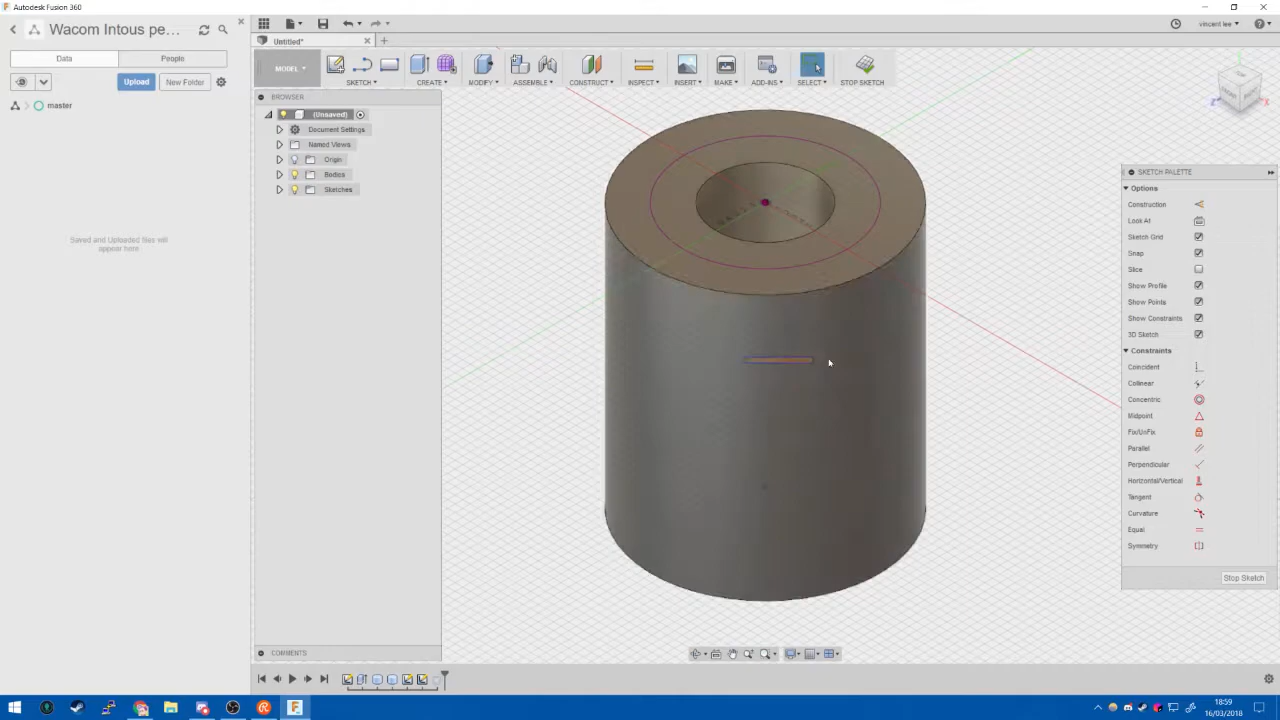 Autodesk Fusion 360
Wacom Intous pe...
Data
People
Upload
New Folder
master
Saved and Uploaded files will
appear here
Untitled*
vincent lee
MODEL
SKETCH
CREATE
MODIFY
ASSEMBLE
CONSTRUCT
INSPECT
INSERT
MAKE
ADD-INS
SELECT
STOP SKETCH
BROWSER
(Unsaved)
Document Settings
Named Views
Origin
Bodies
Sketches
SKETCH PALETTE
Options
Construction
Look At
Sketch Grid
Snap
Slice
Show Profile
Show Points
Show Constraints
3D Sketch
Constraints
Coincident
Collinear
Concentric
Midpoint
Fix/UnFix
Parallel
Perpendicular
Horizontal/Vertical
Tangent
Curvature
Equal
Symmetry
Stop Sketch
COMMENTS
18:59
16/03/2018